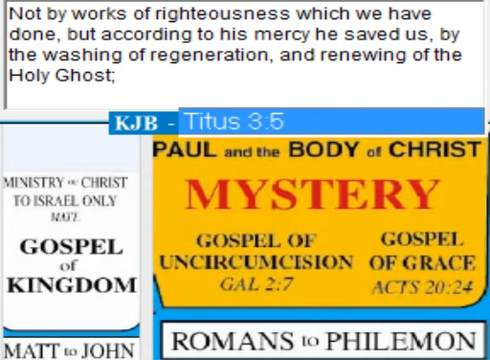 Not by works of righteousness which we have
done, but according to his mercy he saved us, by
the washing of regeneration, and renewing of the
Holy Ghost;
KJB - Titus 3:5
MINISTRY OF CHRIST
TO ISRAEL ONLY
MATT.
GOSPEL
of
KINGDOM
MATT to JOHN
PAUL and the BODY of CHRIST
MYSTERY
GOSPEL OF
UNCIRCUMCISION
GAL 2:7
GOSPEL
OF GRACE
ACTS 20:24
ROMANS to PHILEMON